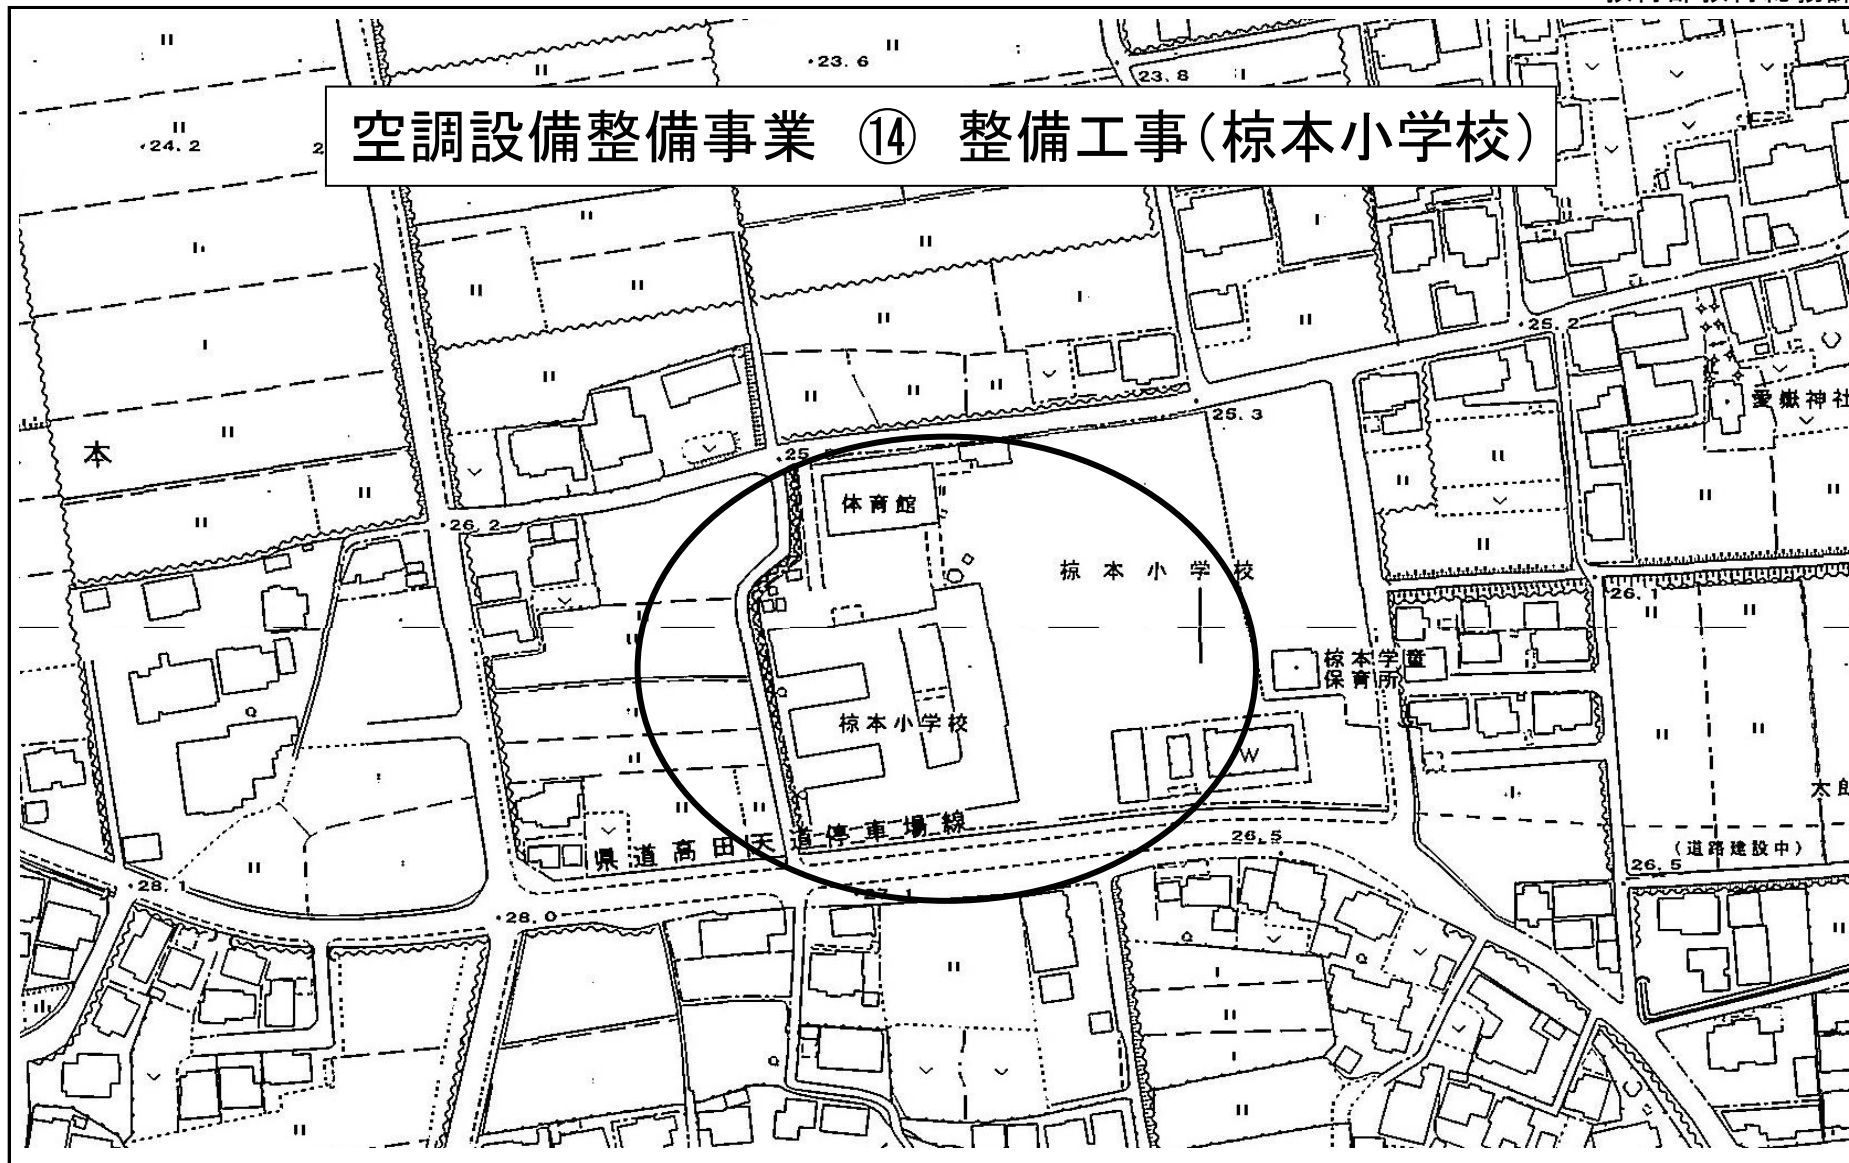 ・23.6
23.8
空調設備整備事業 ⑭ 整備工事(椋本小学校)
・24.2
25.2
愛嶽神社
25.3
本
体育館
26.2
椋本小学校
26.1
椋本学童
保育所
椋本小学校
W
太郎
県道高田天道停車場線
26.5
(道路建設中)
26.5
28.1
27.1
28.0